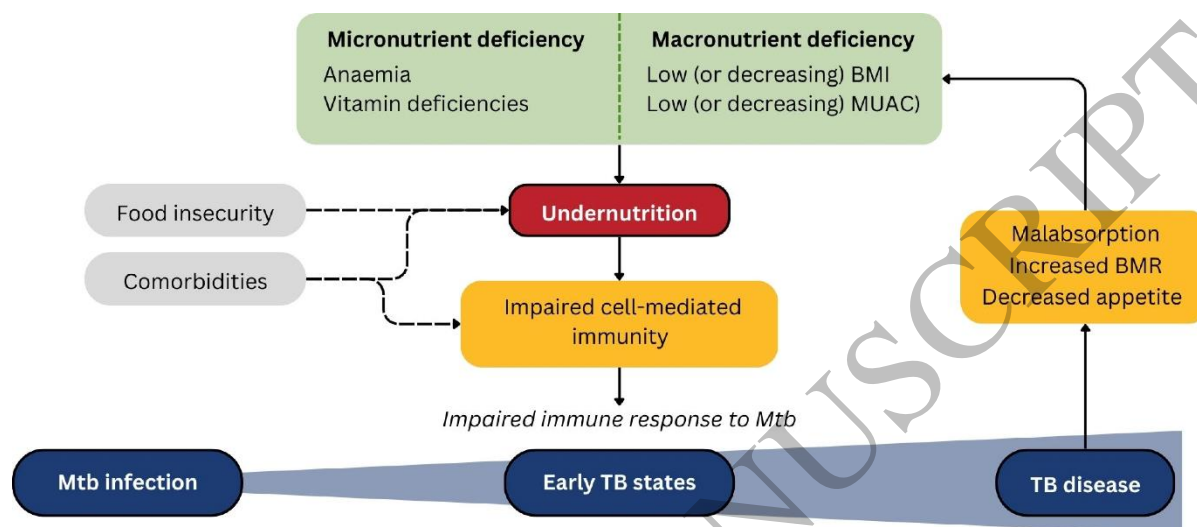 Micronutrient deficiency
Anaemia
Vitamin deficiencies
Macronutrient deficiency
Low (or decreasing) BMI
Low (or decreasing) MUAC)
Food insecurity
Undernutrition
Comorbidities
Impaired cell-mediated
immunity
Malabsorption
Increased BMR
Decreased appetite
Impaired immune response to Mtb
Mtb infection
Early TB states
TB disease
NUSCRIPT